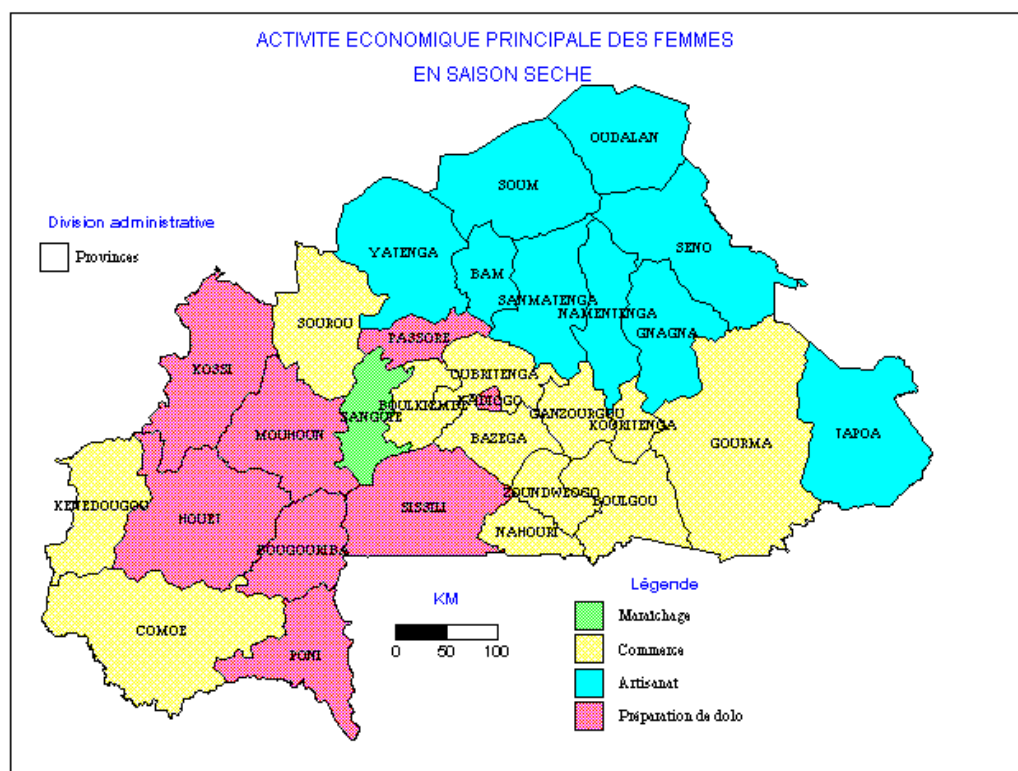 ACTIVITE ECONOMIQUE PRINCIPALE DES FEMMES
EN SAISON SECHE
Division administrative
Provinces
OUDALAN
SOUM
SENO
YATENGA
BAM
SANMATENGA
NAMENTENGA
GNAGNA
SOUROU
PASSORE
KOSSI
OUBRITENGA
SANGUIE
BOULKIEMDE
KADIOGO
GANZOURGOU
KOURITENGA
MOUHOUN
BAZEGA
GOURMA
TAPOA
KENEDOUGOU
HOUET
SISSILI
ZOUNDWEOGO
BOULGOU
BOUGOURIBA
NAHOURI
COMOE
PONI
KM
0 50 100
Légende
Maraîchage
Commerce
Artisanat
Préparation de dolo